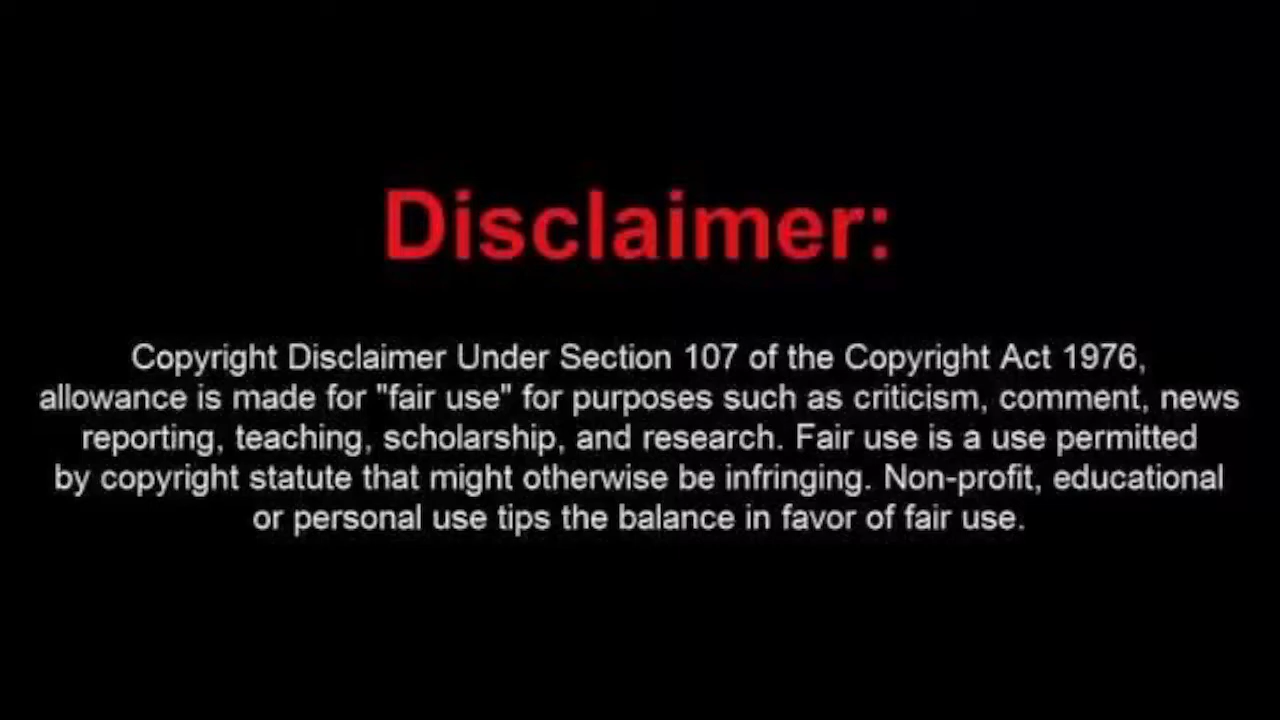 Disclaimer:
Copyright Disclaimer Under Section 107 of the Copyright Act 1976,
allowance is made for "fair use" for purposes such as criticism, comment, news
reporting, teaching, scholarship, and research. Fair use is a use permitted
by copyright statute that might otherwise be infringing. Non-profit, educational
or personal use tips the balance in favor of fair use.